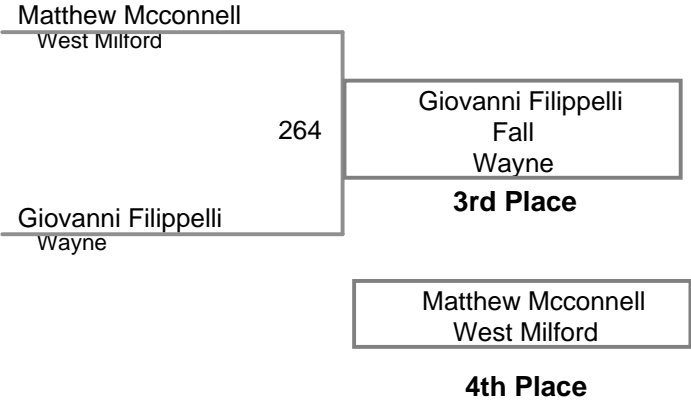 Matthew Mcconnell
West Milford
264
Giovanni Filippelli
Fall
Wayne
3rd Place
Giovanni Filippelli
Wayne
Matthew Mcconnell
West Milford
4th Place